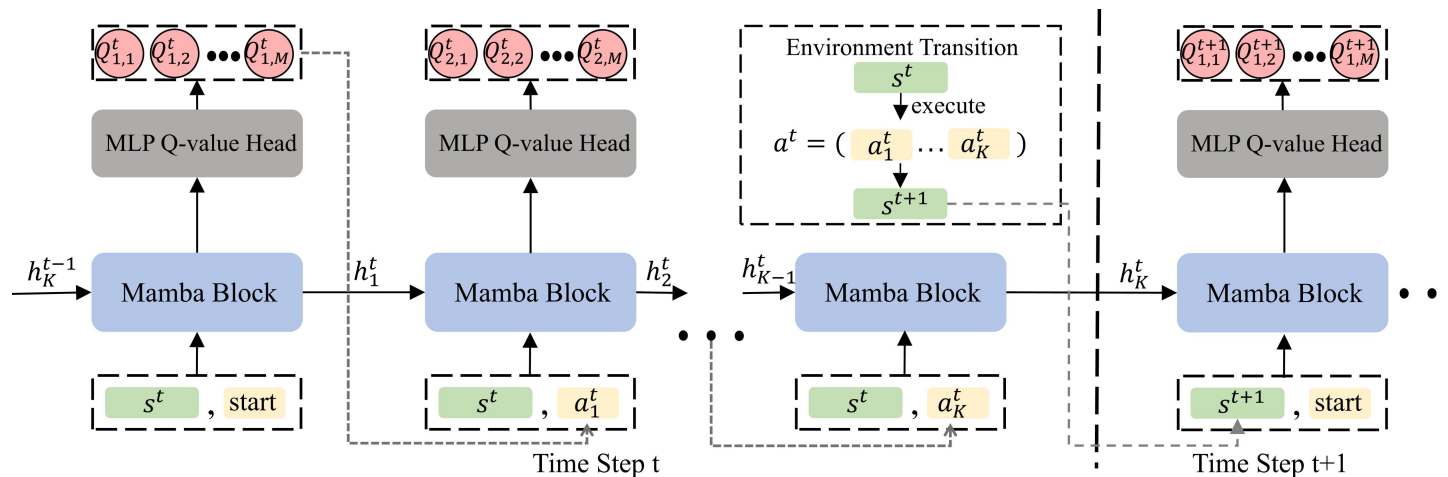 Q^t_{1,1} Q^t_{1,2} ••• Q^t_{1,M}
Q^t_{2,1} Q^t_{2,2} ••• Q^t_{2,M}
Environment Transition
s^t
execute
a^t = ( a^t_1 ... a^t_K )
s^{t+1}
Q^{t+1}_{1,1} Q^{t+1}_{1,2} ••• Q^{t+1}_{1,M}
MLP Q-value Head
MLP Q-value Head
MLP Q-value Head
h^{t-1}_K
Mamba Block
h^t_1
Mamba Block
h^t_2
•••
h^t_{K-1}
Mamba Block
h^t_K
Mamba Block
••
s^t , start
s^t , a^t_1
s^t , a^t_K
s^{t+1} , start
Time Step t
Time Step t+1